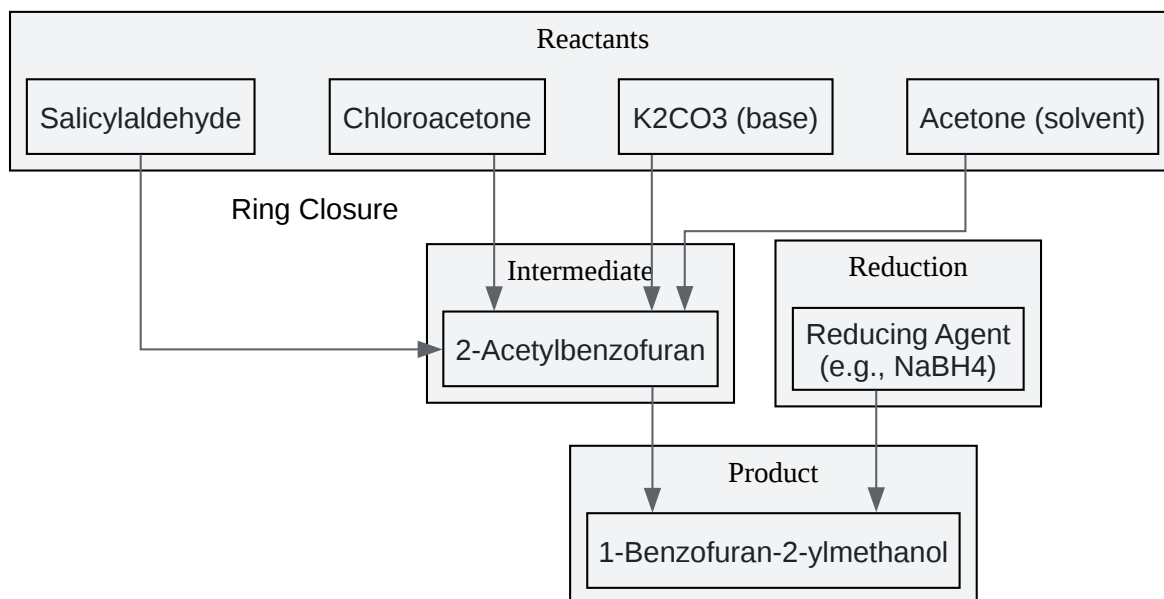 Reactants
Salicylaldehyde
Chloroacetone
K2CO3 (base)
Acetone (solvent)
Ring Closure
Intermediate
Reduction
2-Acetylbenzofuran
Reducing Agent
(e.g., NaBH4)
Product
1-Benzofuran-2-ylmethanol